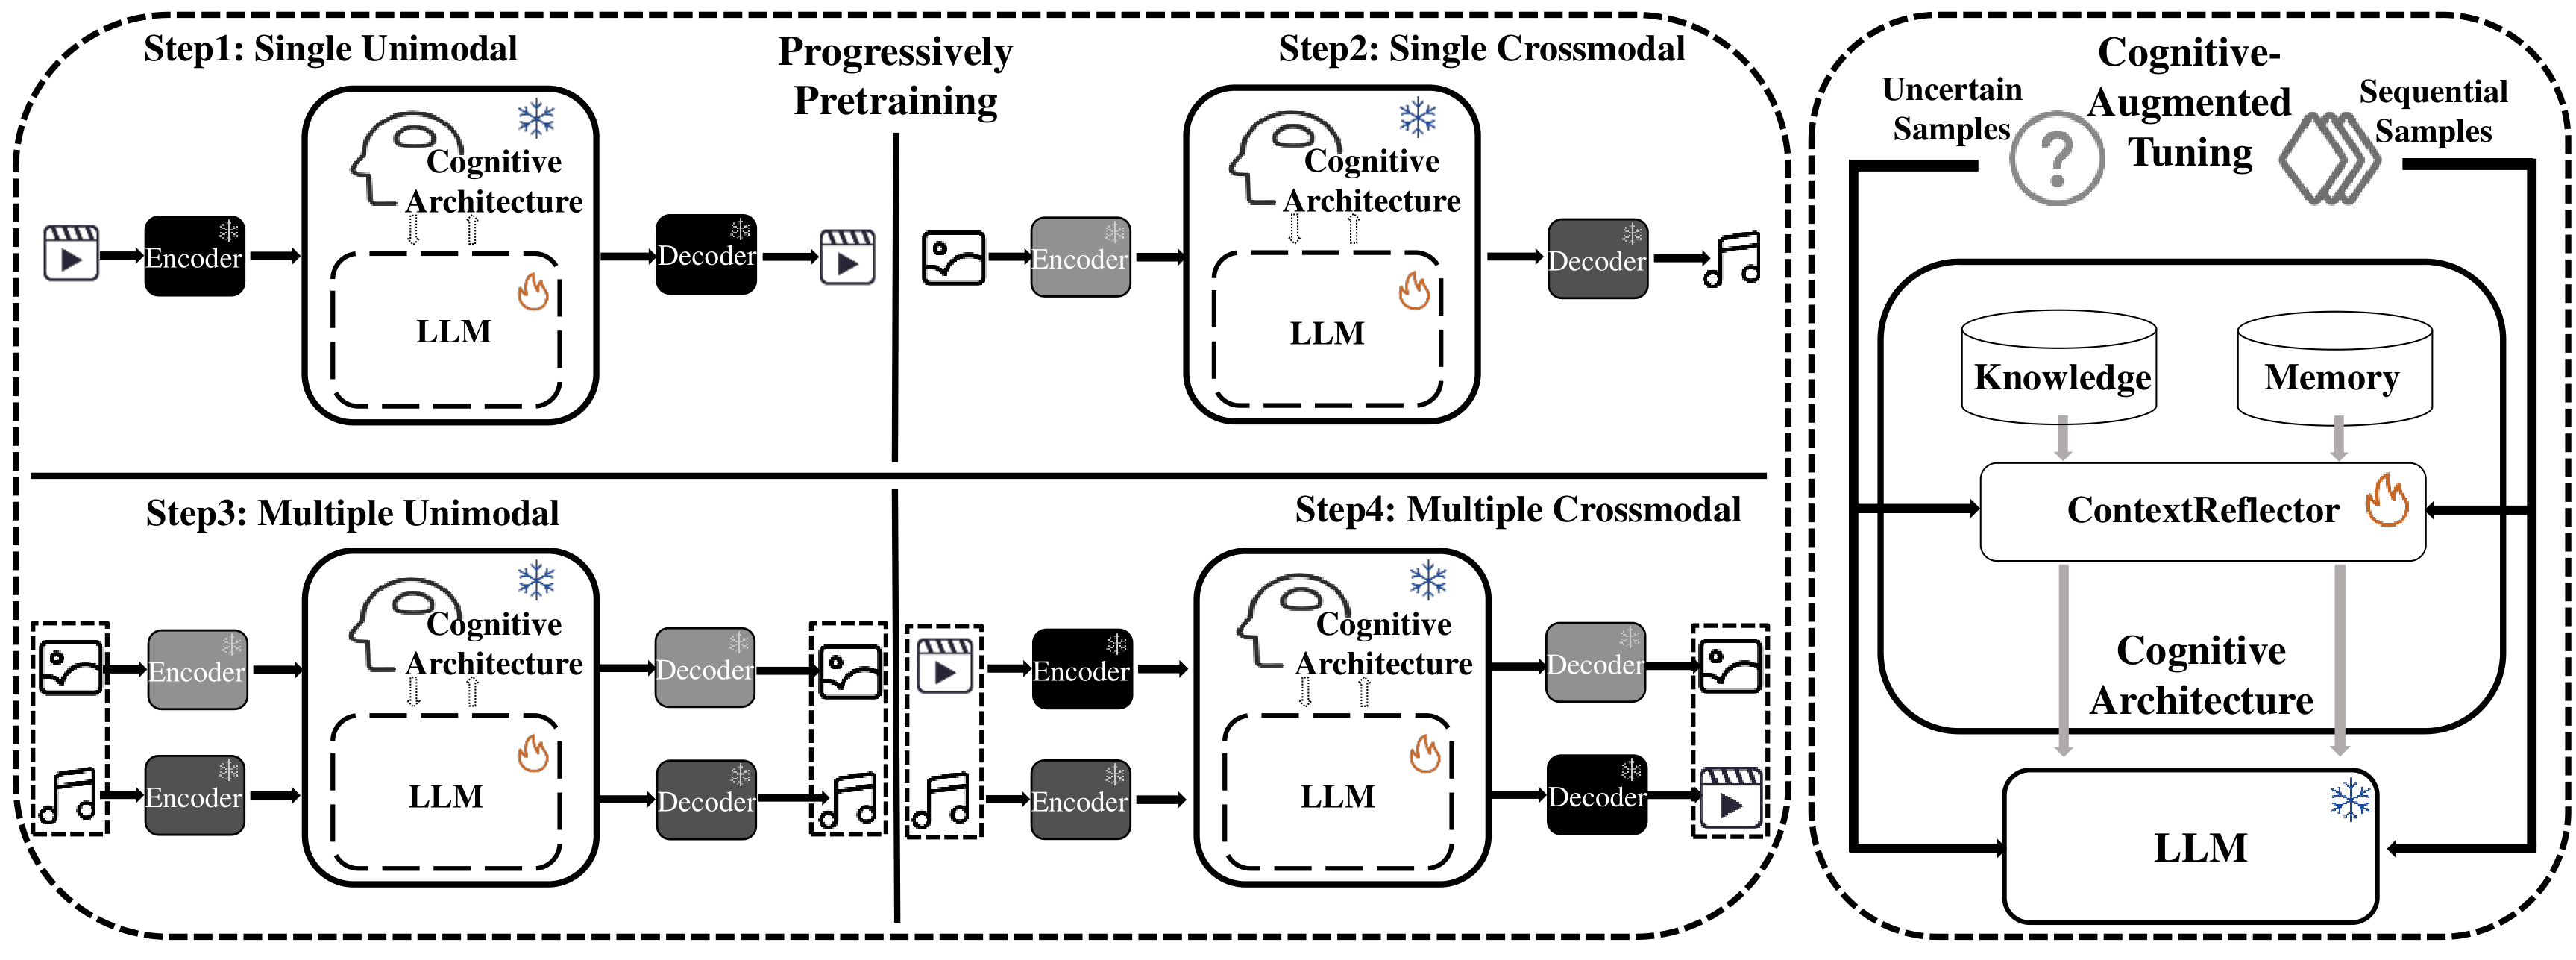 Step1: Single Unimodal
Cognitive
Architecture
Encoder
Decoder
LLM
Progressively
Pretraining
Step2: Single Crossmodal
Cognitive
Architecture
Encoder
Decoder
LLM
Step3: Multiple Unimodal
Cognitive
Architecture
Encoder
Decoder
LLM
Encoder
Decoder
Step4: Multiple Crossmodal
Cognitive
Architecture
Encoder
Decoder
LLM
Encoder
Decoder
Cognitive-
Augmented
Tuning
Uncertain
Samples
Sequential
Samples
?
Knowledge
Memory
ContextReflector
Cognitive
Architecture
LLM